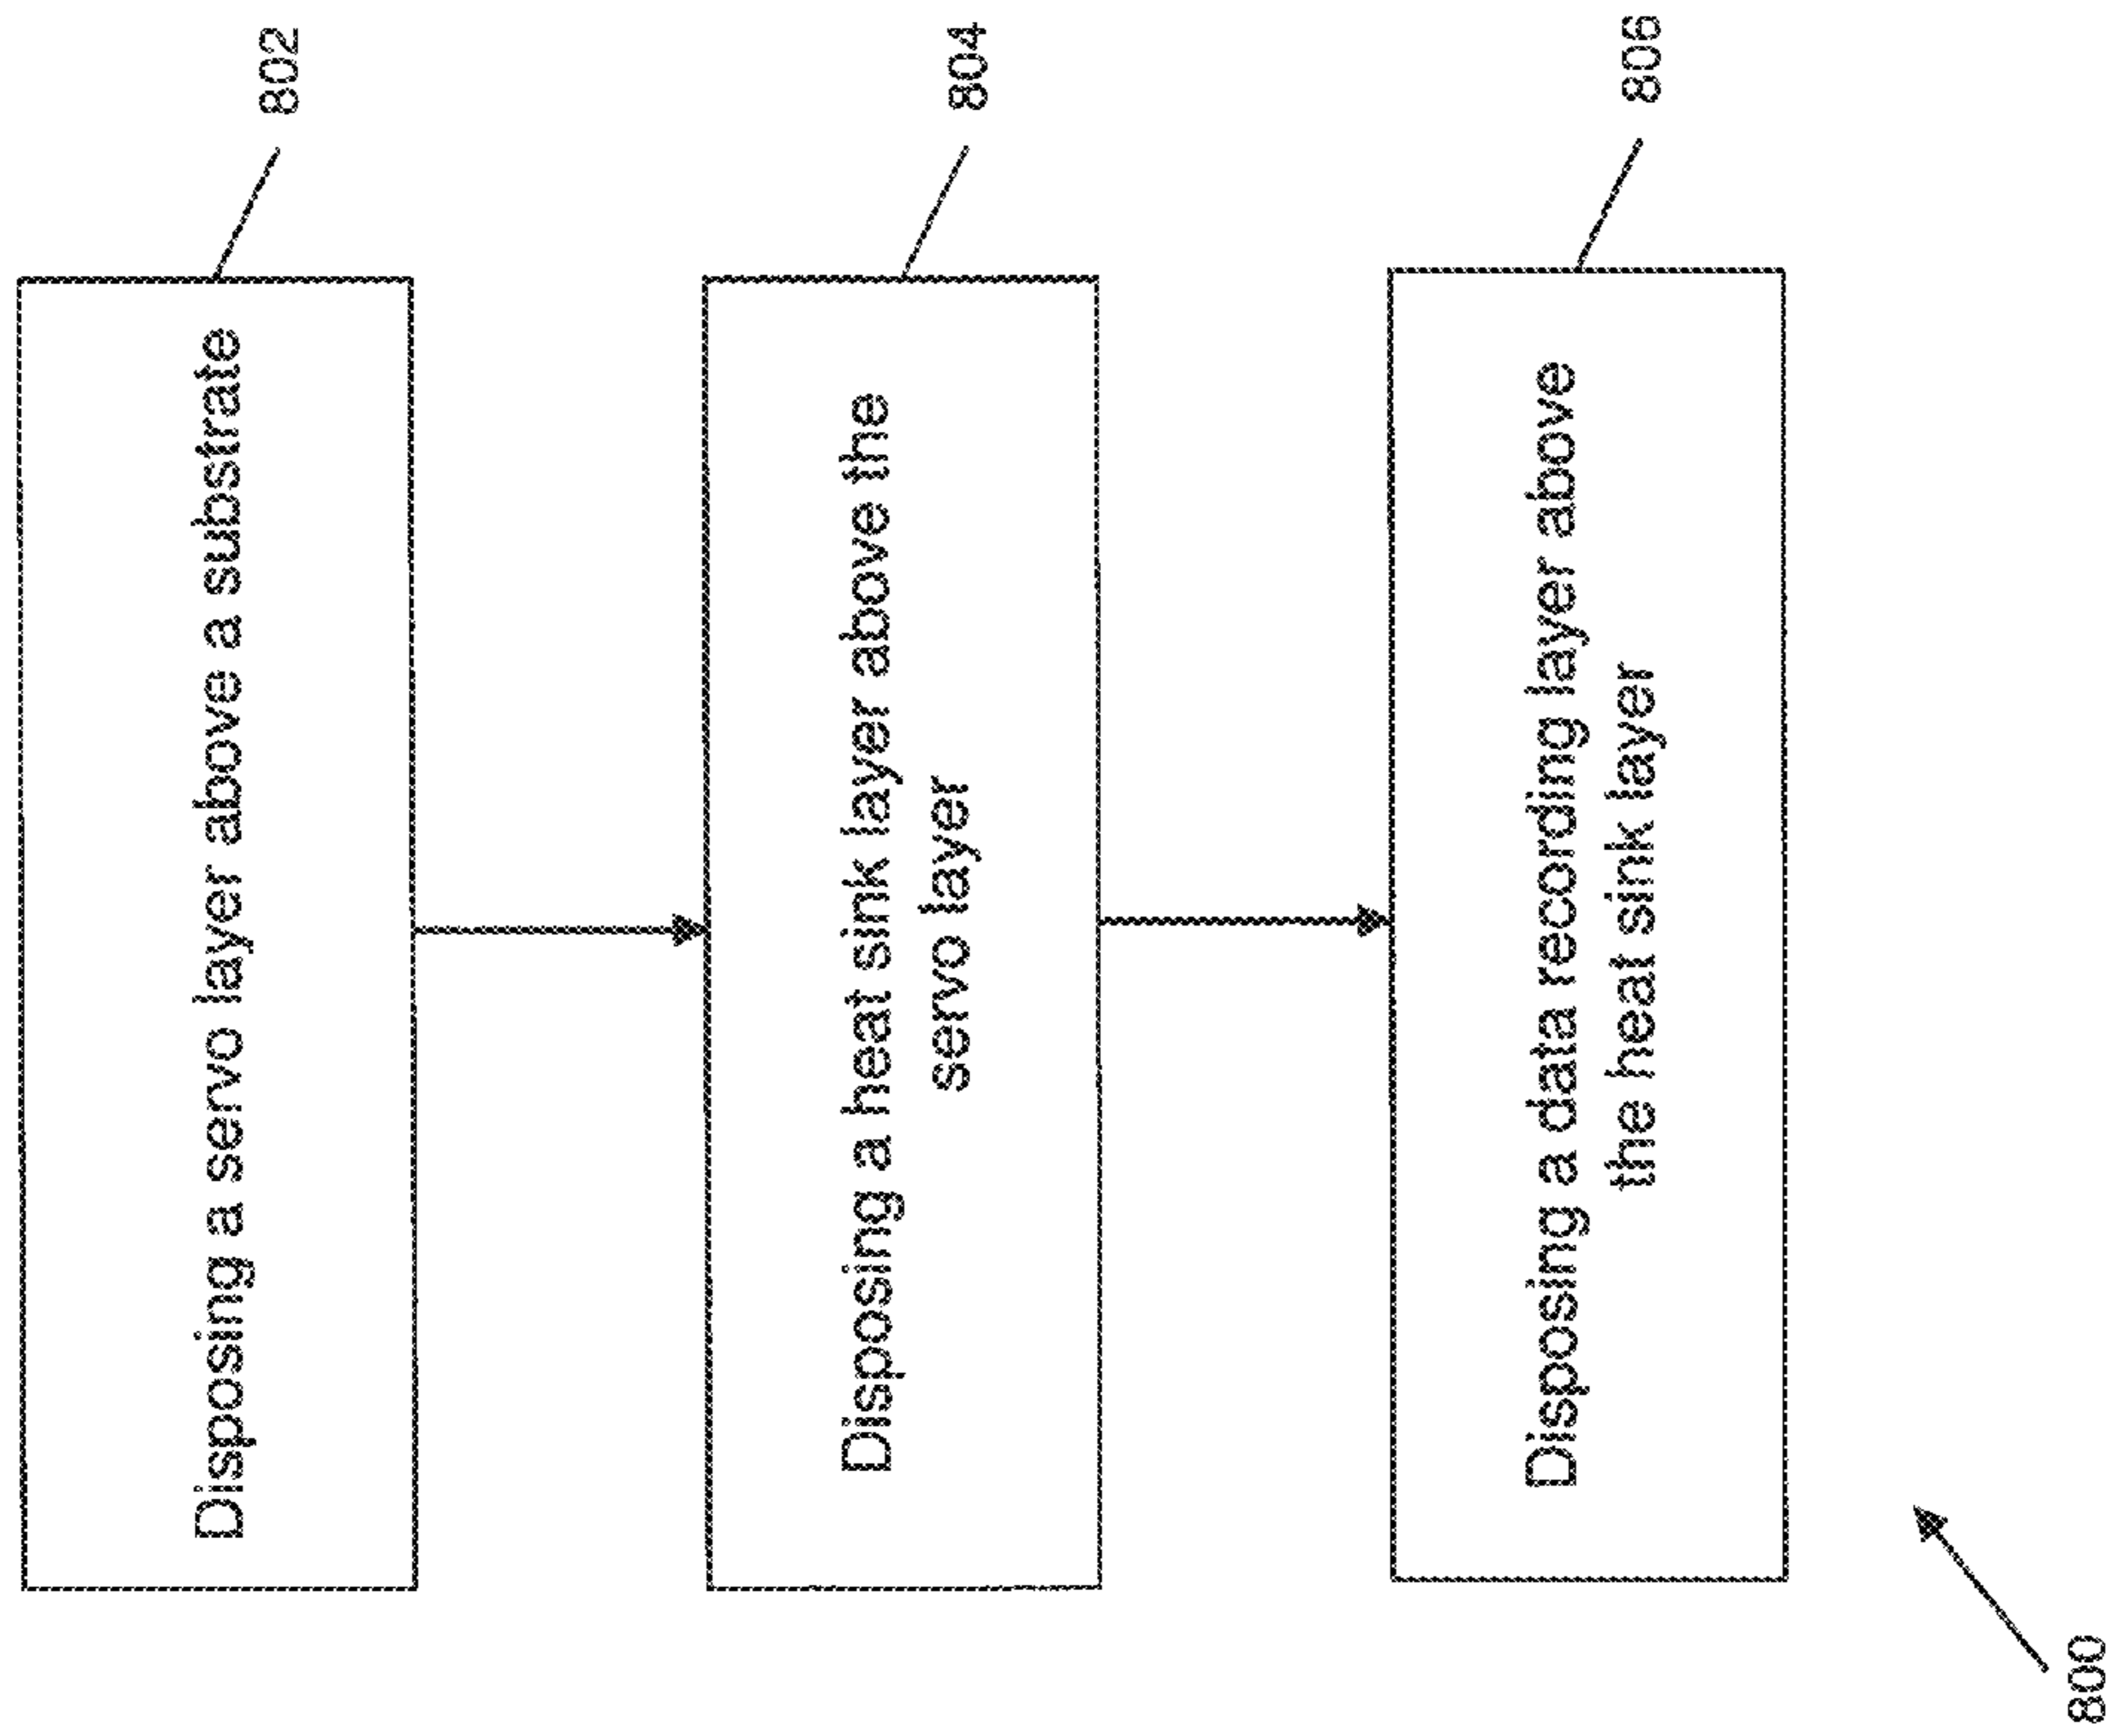 Disposing a servo layer above a substrate
802
Disposing a heat sink layer above the
servo layer
804
Disposing a data recording layer above
the heat sink layer
806
800